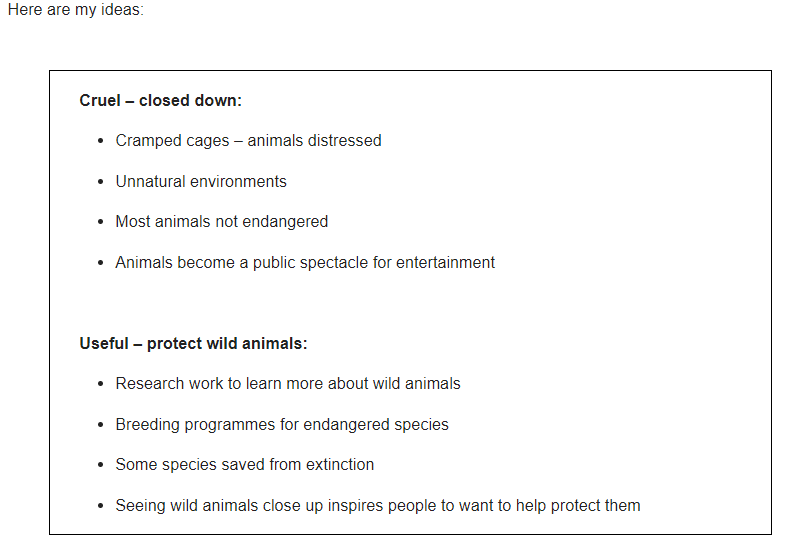 Here are my ideas:
Cruel – closed down:
• Cramped cages – animals distressed
• Unnatural environments
• Most animals not endangered
• Animals become a public spectacle for entertainment
Useful – protect wild animals:
• Research work to learn more about wild animals
• Breeding programmes for endangered species
• Some species saved from extinction
• Seeing wild animals close up inspires people to want to help protect them